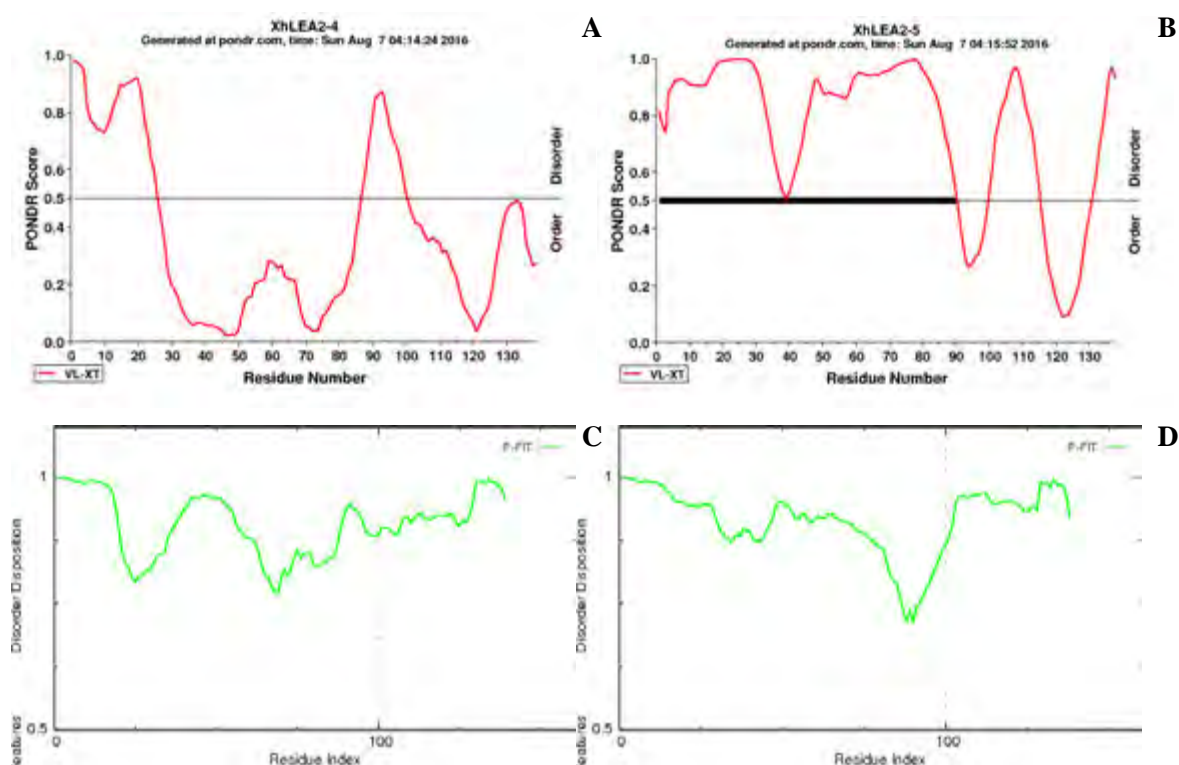 XhLEA2-4
Generated at pondr.com, time: Sun Aug 7 04:14:24 2016
A
PONDR Score
1.0
0.8
0.6
0.5
0.4
0.2
0.0
Disorder
Order
0 10 20 30 40 50 60 70 80 90 100 110 120 130
VL-XT
Residue Number
XhLEA2-5
Generated at pondr.com, time: Sun Aug 7 04:15:52 2016
B
PONDR Score
1.0
0.8
0.6
0.5
0.4
0.2
0.0
Disorder
Order
0 10 20 30 40 50 60 70 80 90 100 110 120 130
VL-XT
Residue Number
C
Disorder Disposition
1
0.5
0 100
Residue Index
D
Disorder Disposition
1
0.5
0 100
Residue Index